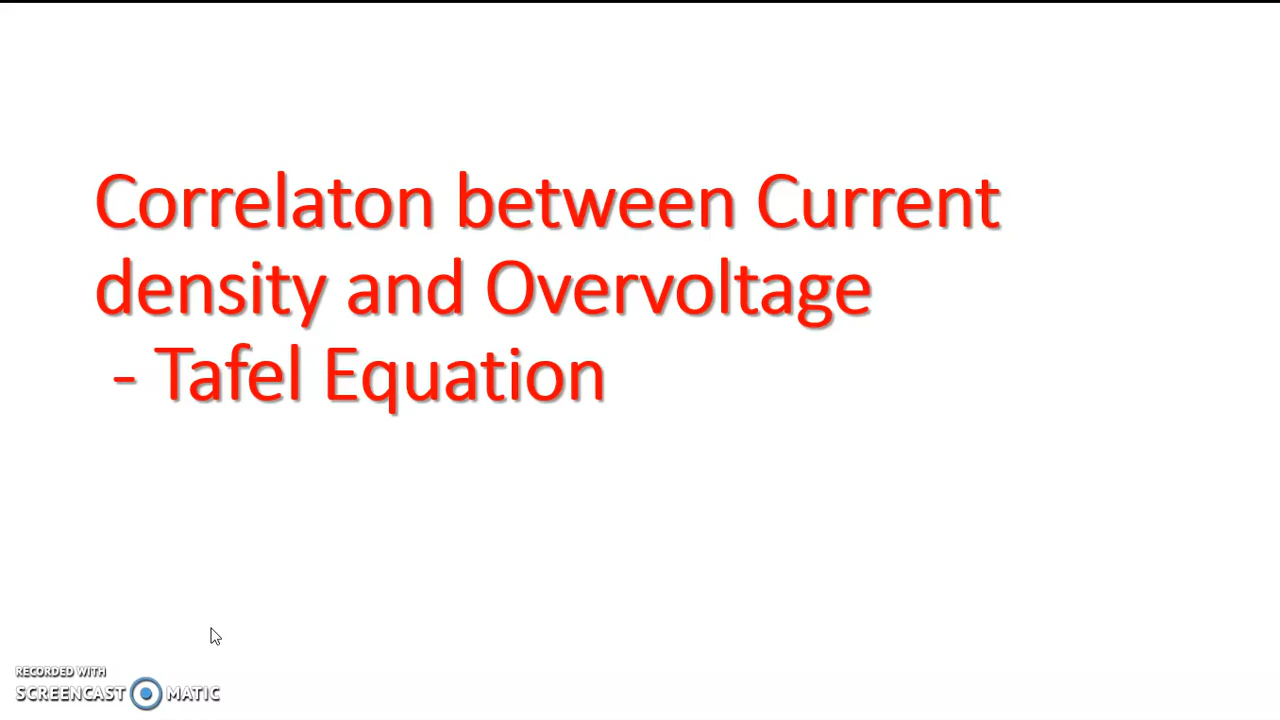 Correlaton between Current
density and Overvoltage
- Tafel Equation
RECORDED WITH
SCREENCAST MATIC